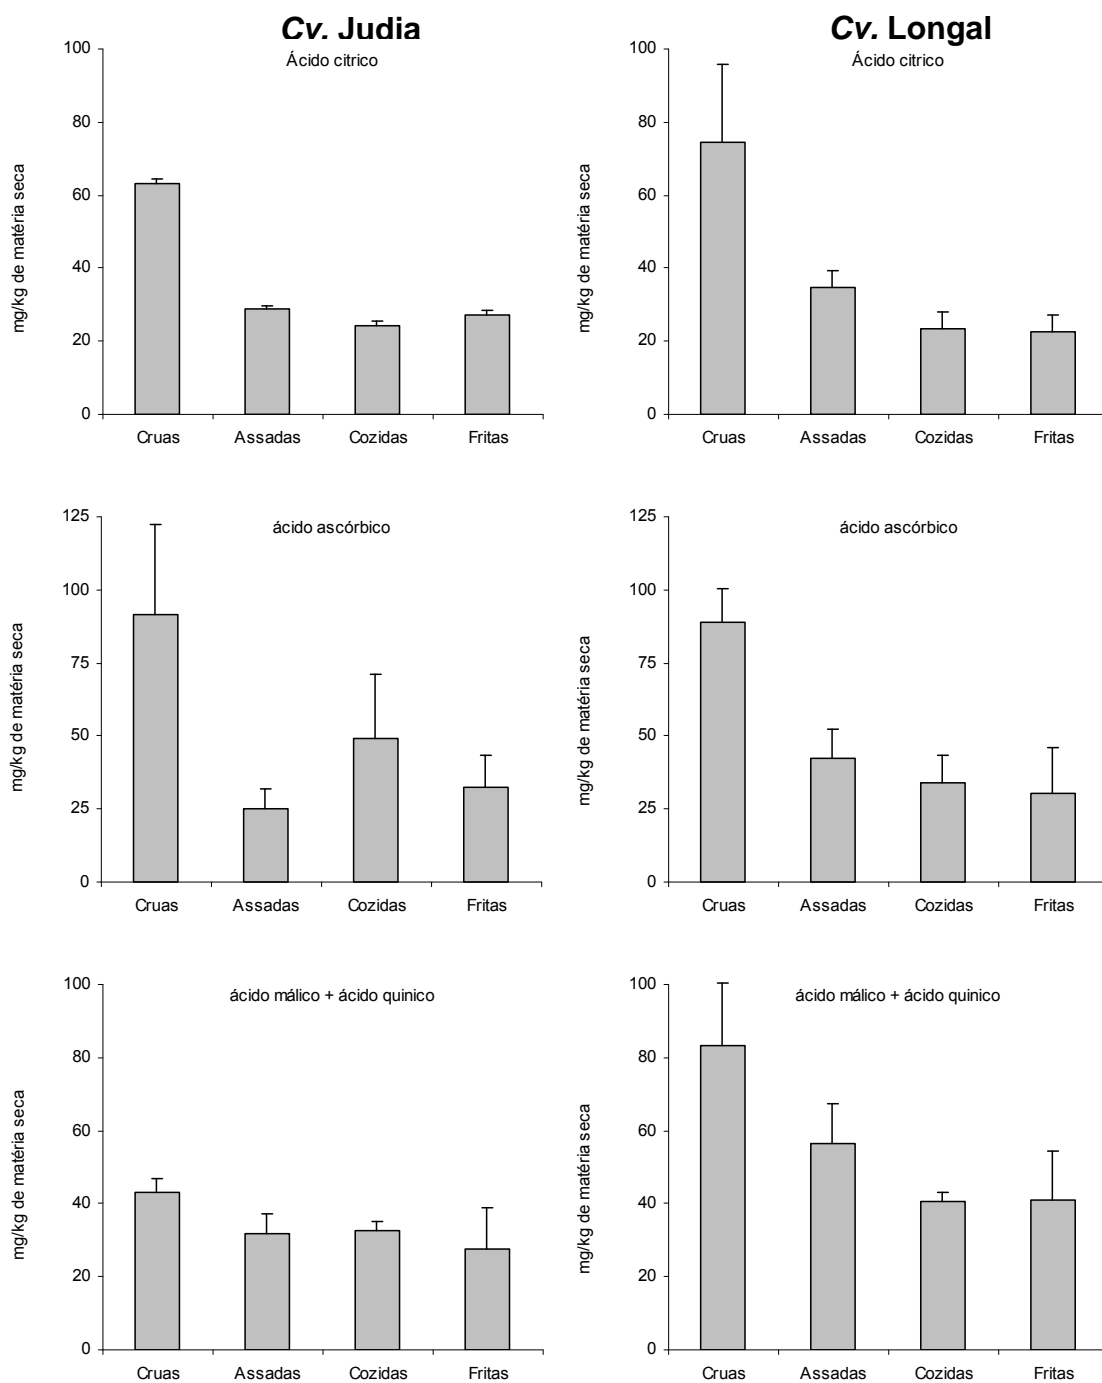 Cv. Judia
Cv. Longal
Ácido citrico
100
80
60
40
20
0
mg/kg de matéria seca
Cruas Assadas Cozidas Fritas
Ácido citrico
100
80
60
40
20
0
mg/kg de matéria seca
Cruas Assadas Cozidas Fritas
ácido ascórbico
125
100
75
50
25
0
mg/kg de matéria seca
Cruas Assadas Cozidas Fritas
ácido ascórbico
125
100
75
50
25
0
mg/kg de matéria seca
Cruas Assadas Cozidas Fritas
ácido málico + ácido quinico
100
80
60
40
20
0
mg/kg de matéria seca
Cruas Assadas Cozidas Fritas
ácido málico + ácido quinico
100
80
60
40
20
0
mg/kg de matéria seca
Cruas Assadas Cozidas Fritas